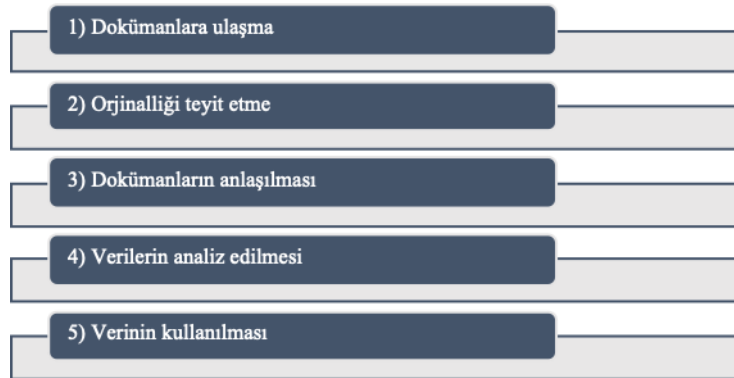 1) Dokümanlara ulaşma
2) Orjinalliği teyit etme
3) Dokümanların anlaşılması
4) Verilerin analiz edilmesi
5) Verinin kullanılması